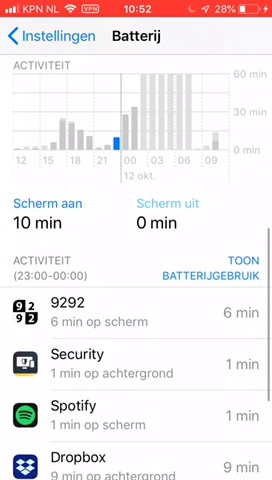 KPN NL VPN 10:52 28%
Instellingen Batterij
ACTIVITEIT
60 min
30 min
0 min
12 15 18 21 00 03 06 09
12 okt.
Scherm aan Scherm uit
10 min 0 min
ACTIVITEIT TOON
(23:00-00:00) BATTERIJGEBRUIK
9292
6 min op scherm 6 min
Security
1 min op achtergrond 1 min
Spotify
1 min op achtergrond 1 min
Dropbox
9 min op achtergrond 9 min